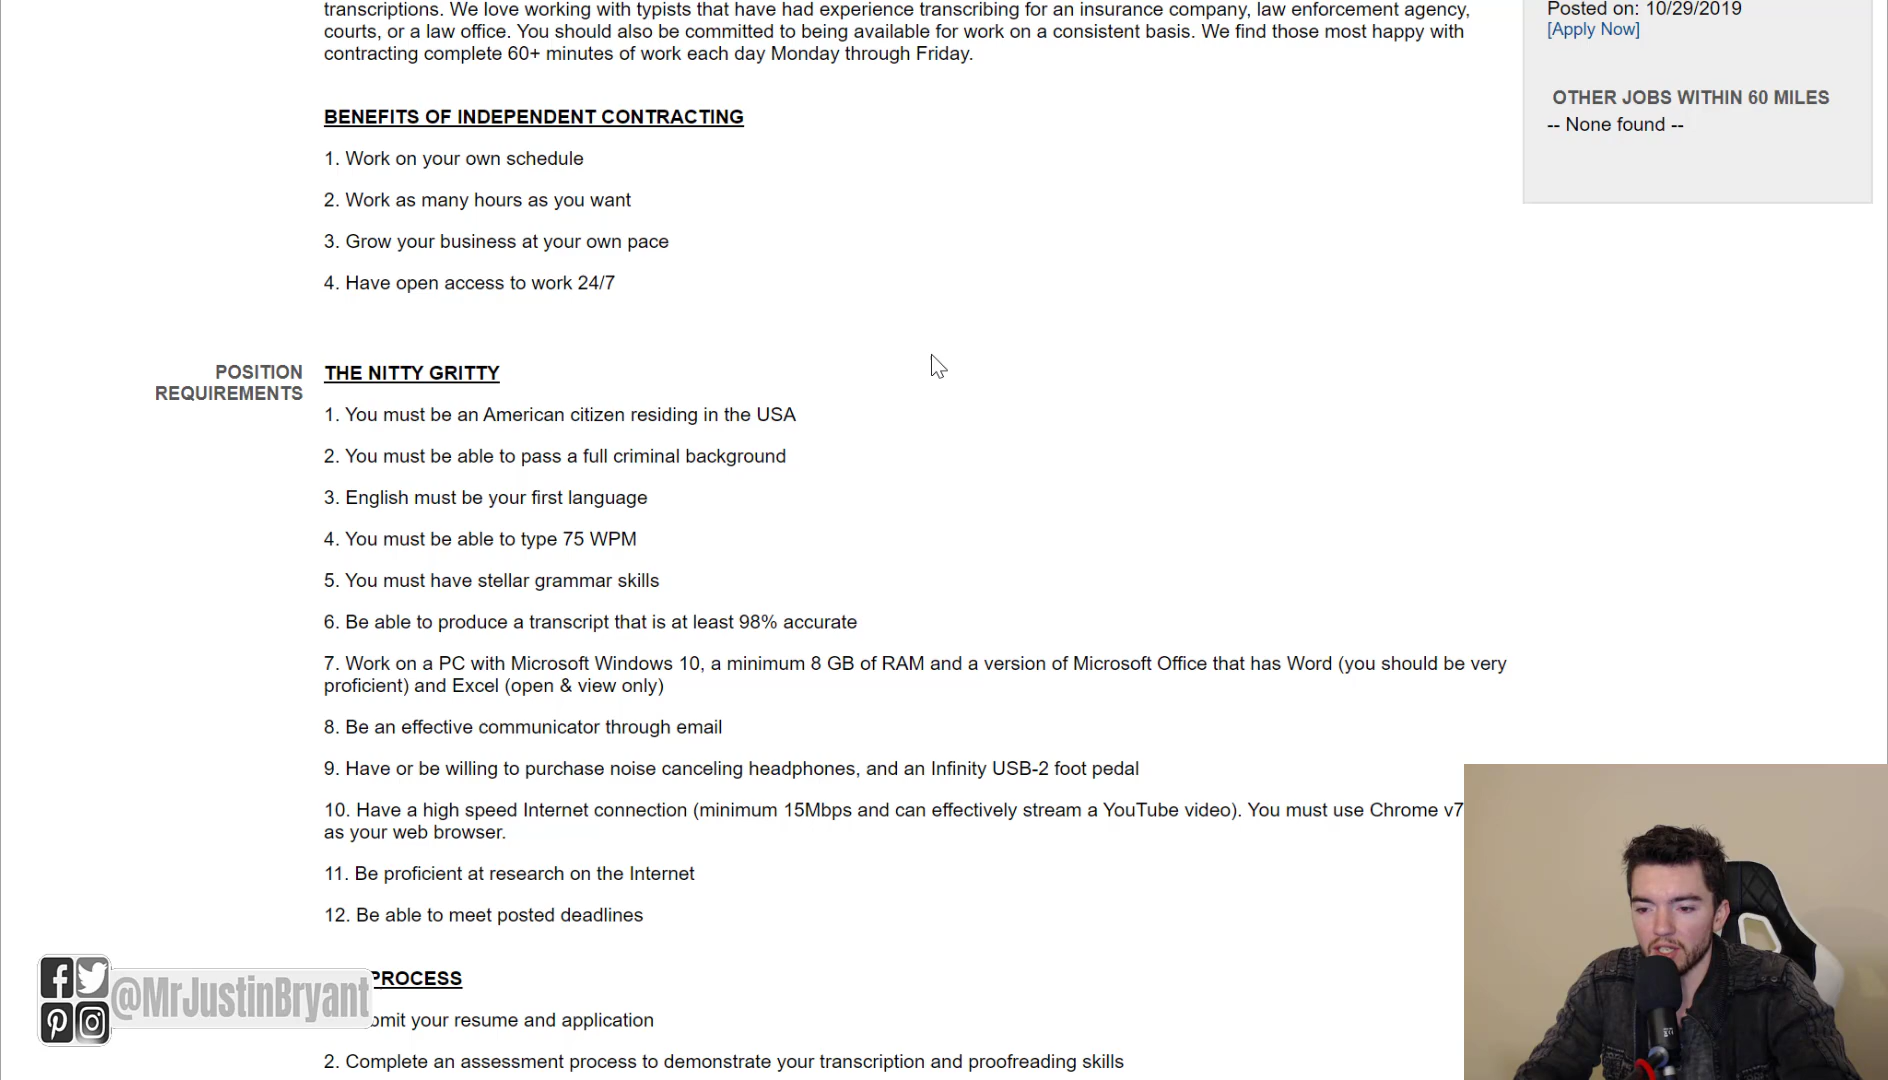 transcriptions. We love working with typists that have had experience transcribing for an insurance company, law enforcement agency,
courts, or a law office. You should also be committed to being available for work on a consistent basis. We find those most happy with
contracting complete 60+ minutes of work each day Monday through Friday.
Posted on: 10/29/2019
[Apply Now]
OTHER JOBS WITHIN 60 MILES
-- None found --
BENEFITS OF INDEPENDENT CONTRACTING
1. Work on your own schedule
2. Work as many hours as you want
3. Grow your business at your own pace
4. Have open access to work 24/7
POSITION
REQUIREMENTS
THE NITTY GRITTY
1. You must be an American citizen residing in the USA
2. You must be able to pass a full criminal background
3. English must be your first language
4. You must be able to type 75 WPM
5. You must have stellar grammar skills
6. Be able to produce a transcript that is at least 98% accurate
7. Work on a PC with Microsoft Windows 10, a minimum 8 GB of RAM and a version of Microsoft Office that has Word (you should be very
proficient) and Excel (open & view only)
8. Be an effective communicator through email
9. Have or be willing to purchase noise canceling headphones, and an Infinity USB-2 foot pedal
10. Have a high speed Internet connection (minimum 15Mbps and can effectively stream a YouTube video). You must use Chrome v7
as your web browser.
11. Be proficient at research on the Internet
12. Be able to meet posted deadlines
PROCESS
your resume and application
2. Complete an assessment process to demonstrate your transcription and proofreading skills
@MrJustinBryant